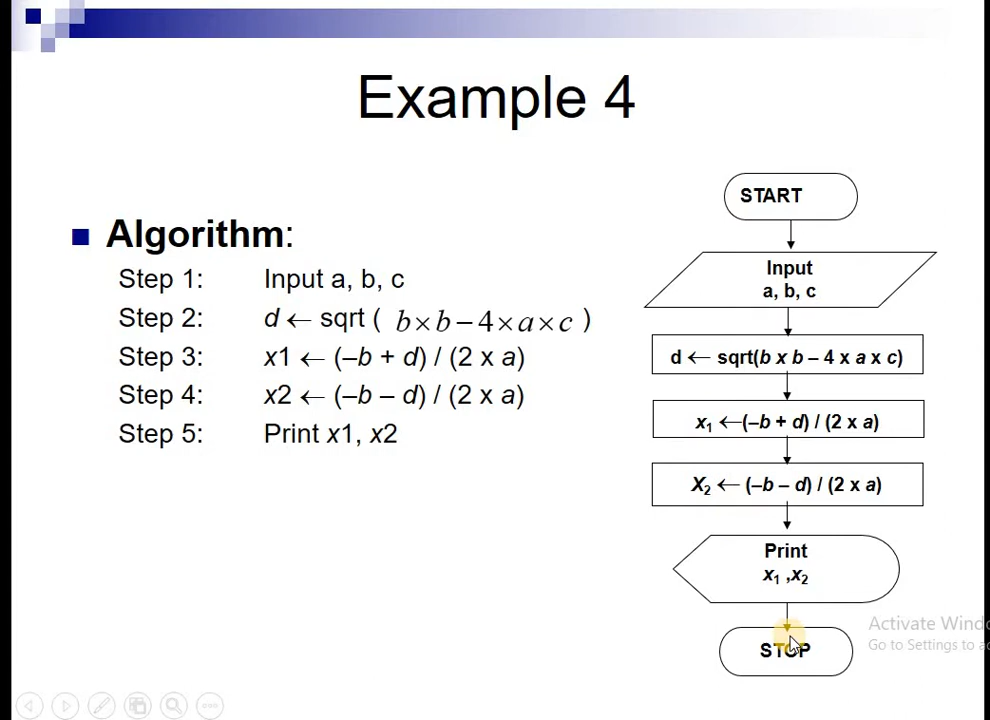 Example 4
Algorithm:
Step 1: Input a, b, c
Step 2: d ← sqrt ( b×b−4×a×c )
Step 3: x1 ← (–b + d) / (2 x a)
Step 4: x2 ← (–b – d) / (2 x a)
Step 5: Print x1, x2
START
Input
a, b, c
d ← sqrt(b x b – 4 x a x c)
x₁ ←(–b + d) / (2 x a)
X₂ ← (–b – d) / (2 x a)
Print
x₁ ,x₂
STOP
Activate Windo
Go to Settings to a